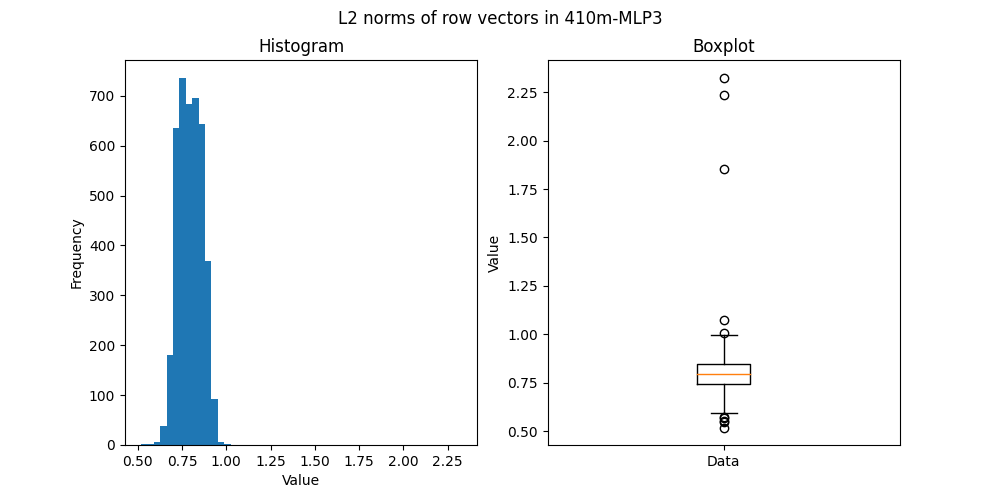 L2 norms of row vectors in 410m-MLP3
Histogram
Frequency
700
600
500
400
300
200
100
0
0.50 0.75 1.00 1.25 1.50 1.75 2.00 2.25
Value
Boxplot
Value
2.25
2.00
1.75
1.50
1.25
1.00
0.75
0.50
Data